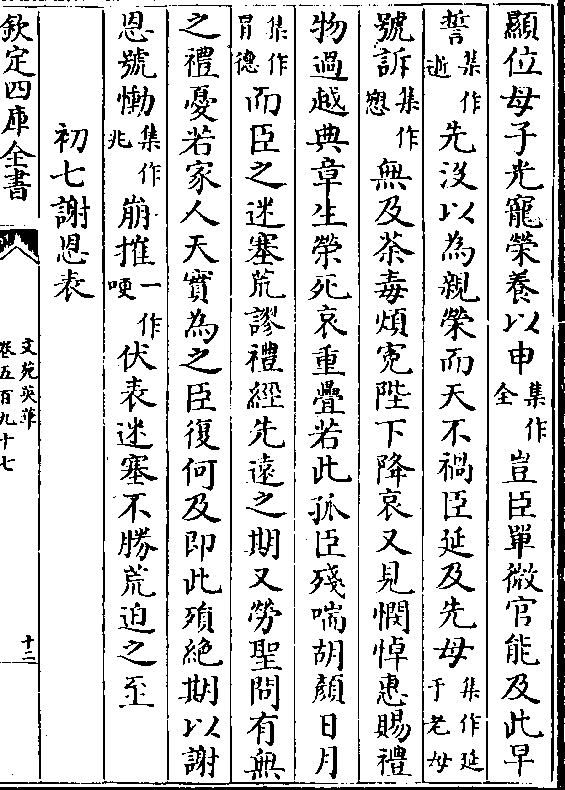 顯位母子光寵榮養以申集作全豈臣單微官能及此早
誓集作逝先沒以為親榮而天不禍臣延及先母集作延于老母
號訴集作愬無及荼毒煩寃陛下降哀又見憫悼惠賜禮
物過越典章生榮死哀重疊若此孤臣殘喘胡顏日月
集作冐德而臣之迷塞荒謬禮經先遠之期又勞聖問有無
之禮憂若家人天實為之臣復何及即此殞絶期以謝
恩號慟集作兆崩摧一作哽伏表迷塞不勝荒迫之至
初七謝恩表
欽定四庫全書
文苑英華
卷五百九十七
十二